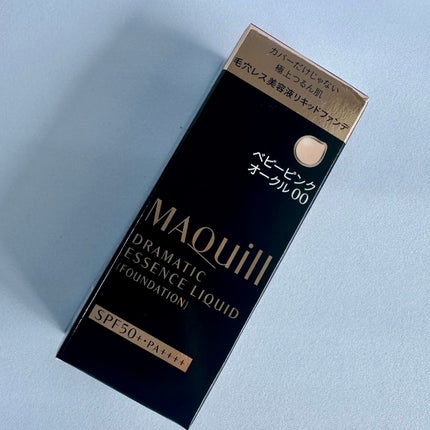 カバーだけじゃない
極上つるん肌
毛穴レス美容液リキッドファンデ
ベビーピンク
オークル00
MAQuill
DRAMATIC
ESSENCE LIQUID
(FOUNDATION)
SPF50+・PA++++